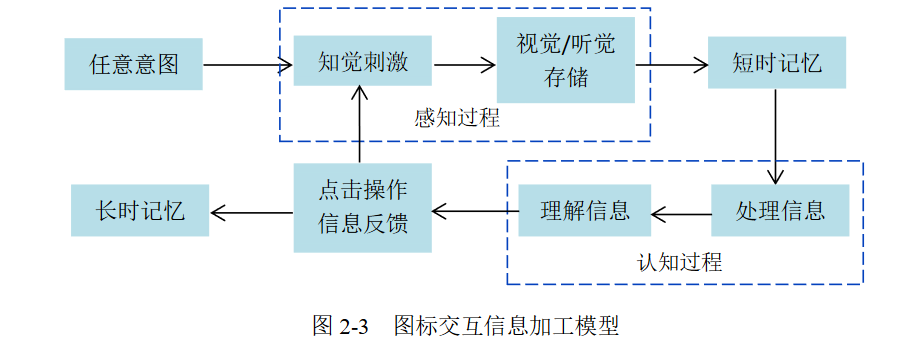 任意意图
知觉刺激
视觉/听觉
存储
短时记忆
感知过程
长时记忆
点击操作
信息反馈
理解信息
处理信息
认知过程
图 2-3 图标交互信息加工模型